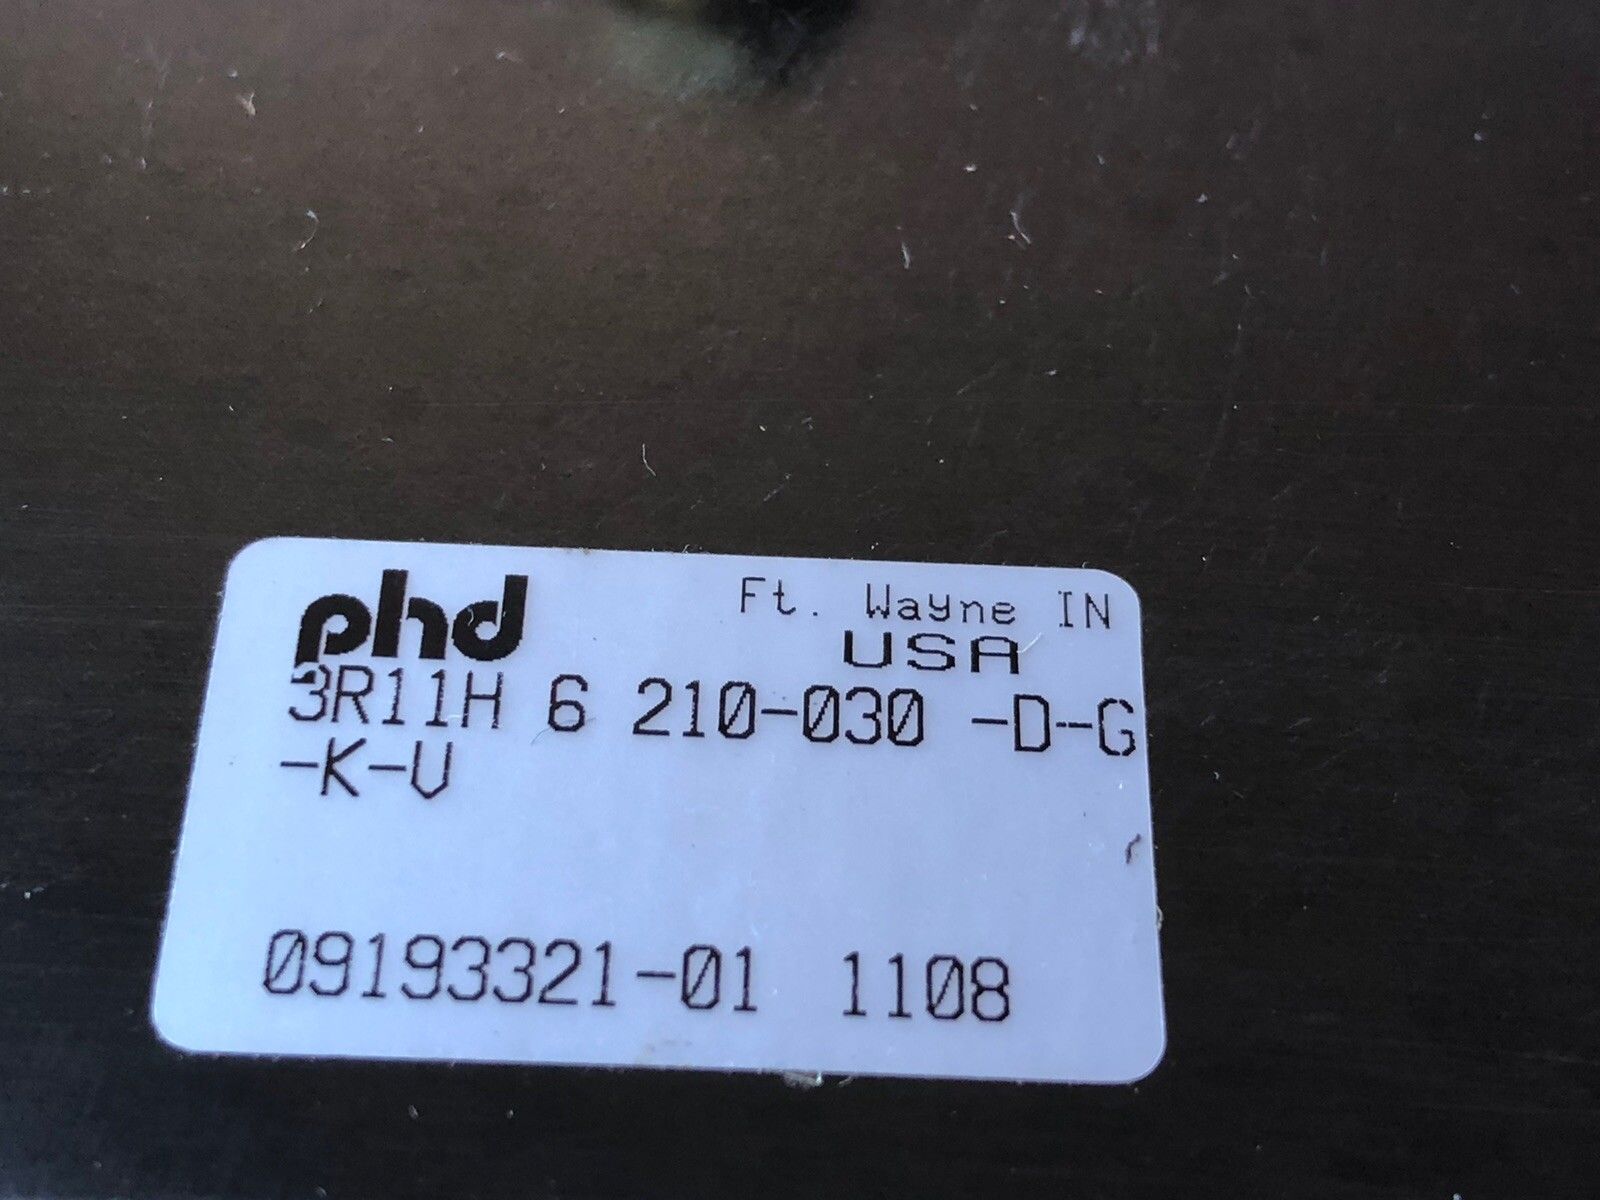 phd Ft. Wayne IN
USA
3R11H 6 210-030 -D-G
-K-V
09193321-01 1108